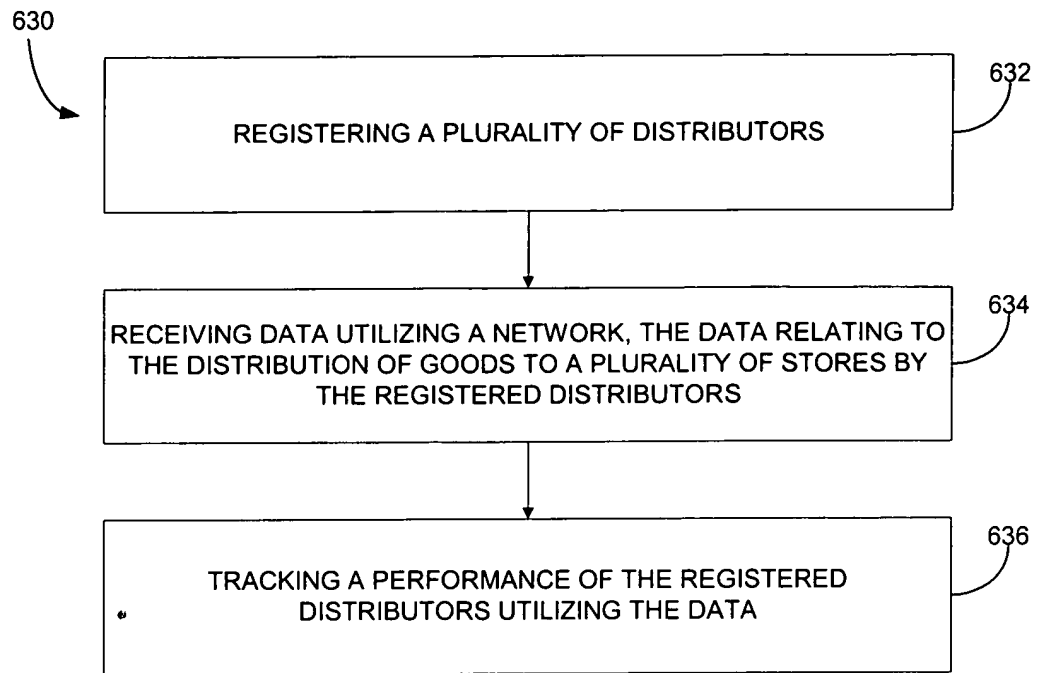 630
632
REGISTERING A PLURALITY OF DISTRIBUTORS
634
RECEIVING DATA UTILIZING A NETWORK, THE DATA RELATING TO
THE DISTRIBUTION OF GOODS TO A PLURALITY OF STORES BY
THE REGISTERED DISTRIBUTORS
636
TRACKING A PERFORMANCE OF THE REGISTERED
DISTRIBUTORS UTILIZING THE DATA